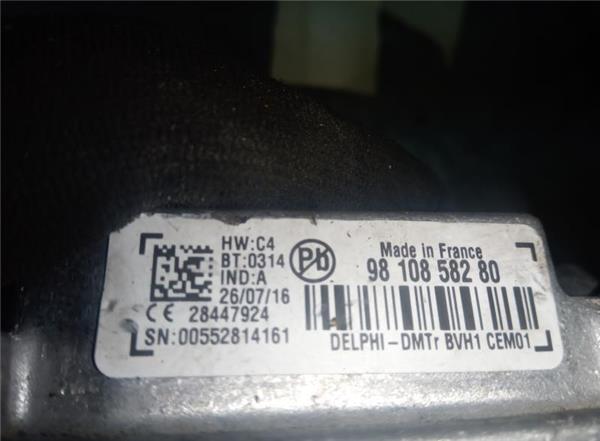 HW:C4
BT:0314
IND:A
26/07/16
CE 28447924
SN:00552814161
Pb
Made in France
98 108 582 80
DELPHI-DMTr BVH1 CEM01